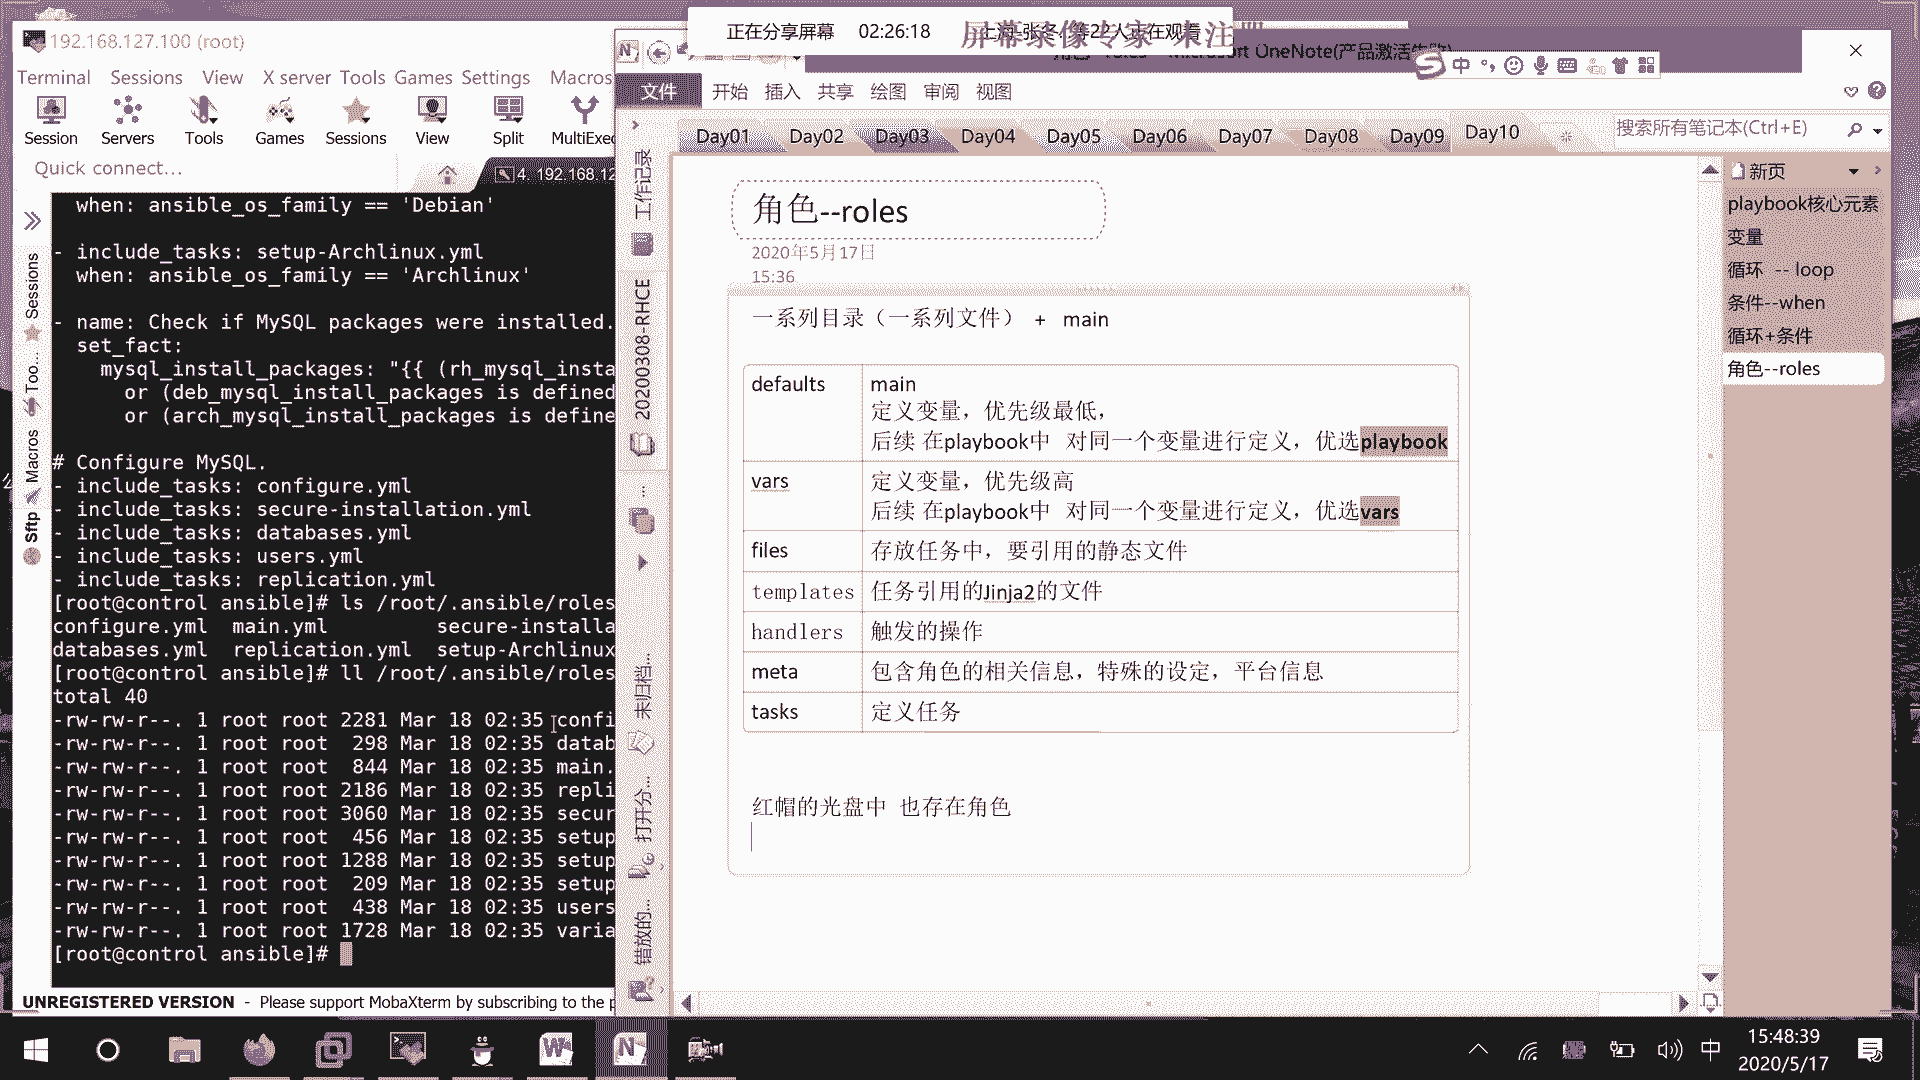 正在分享屏幕 02:26:18 上海-张冬. 等22人正在观看
屏幕录像专家 未注册
192.168.127.100 (root)
Terminal Sessions View X server Tools Games Settings Macros
Session Servers Tools Games Sessions View Split MultiExec
Quick connect...
4. 192.168.12
Sessions
Too...
Macros
Sftp
when: ansible_os_family == 'Debian'
- include_tasks: setup-Archlinux.yml
when: ansible_os_family == 'Archlinux'
- name: Check if MySQL packages were installed.
set_fact:
mysql_install_packages: "{{ (rh_mysql_insta
or (deb_mysql_install_packages is defined
or (arch_mysql_install_packages is define
# Configure MySQL.
- include_tasks: configure.yml
- include_tasks: secure-installation.yml
- include_tasks: databases.yml
- include_tasks: users.yml
- include_tasks: replication.yml
[root@control ansible]# ls /root/.ansible/roles
configure.yml main.yml secure-installa
databases.yml replication.yml setup-Archlinux
[root@control ansible]# ll /root/.ansible/roles
total 40
-rw-rw-r--. 1 root root 2281 Mar 18 02:35 confi
-rw-rw-r--. 1 root root 298 Mar 18 02:35 datab
-rw-rw-r--. 1 root root 844 Mar 18 02:35 main.
-rw-rw-r--. 1 root root 2186 Mar 18 02:35 repli
-rw-rw-r--. 1 root root 3060 Mar 18 02:35 secur
-rw-rw-r--. 1 root root 456 Mar 18 02:35 setup
-rw-rw-r--. 1 root root 1288 Mar 18 02:35 setup
-rw-rw-r--. 1 root root 209 Mar 18 02:35 setup
-rw-rw-r--. 1 root root 438 Mar 18 02:35 users
-rw-rw-r--. 1 root root 1728 Mar 18 02:35 varia
[root@control ansible]#
UNREGISTERED VERSION - Please support MobaXterm by subscribing to the p
角色--roles - Microsoft OneNote(产品激活失败)
中
文件 开始 插入 共享 绘图 审阅 视图
Day01 Day02 Day03 Day04 Day05 Day06 Day07 Day08 Day09 Day10
搜索所有笔记本(Ctrl+E)
工作记录
20200308-RHCE
未归档...
打开分...
错放的...
角色--roles
2020年5月17日
15:36
一系列目录（一系列文件） + main
defaults main
定义变量，优先级最低，
后续 在playbook中 对同一个变量进行定义，优选playbook
vars 定义变量，优先级高
后续 在playbook中 对同一个变量进行定义，优选vars
files 存放任务中，要引用的静态文件
templates 任务引用的Jinja2的文件
handlers 触发的操作
meta 包含角色的相关信息，特殊的设定，平台信息
tasks 定义任务
红帽的光盘中 也存在角色
新页
playbook核心元素
变量
循环 -- loop
条件--when
循环+条件
角色--roles
中
15:48:39
2020/5/17